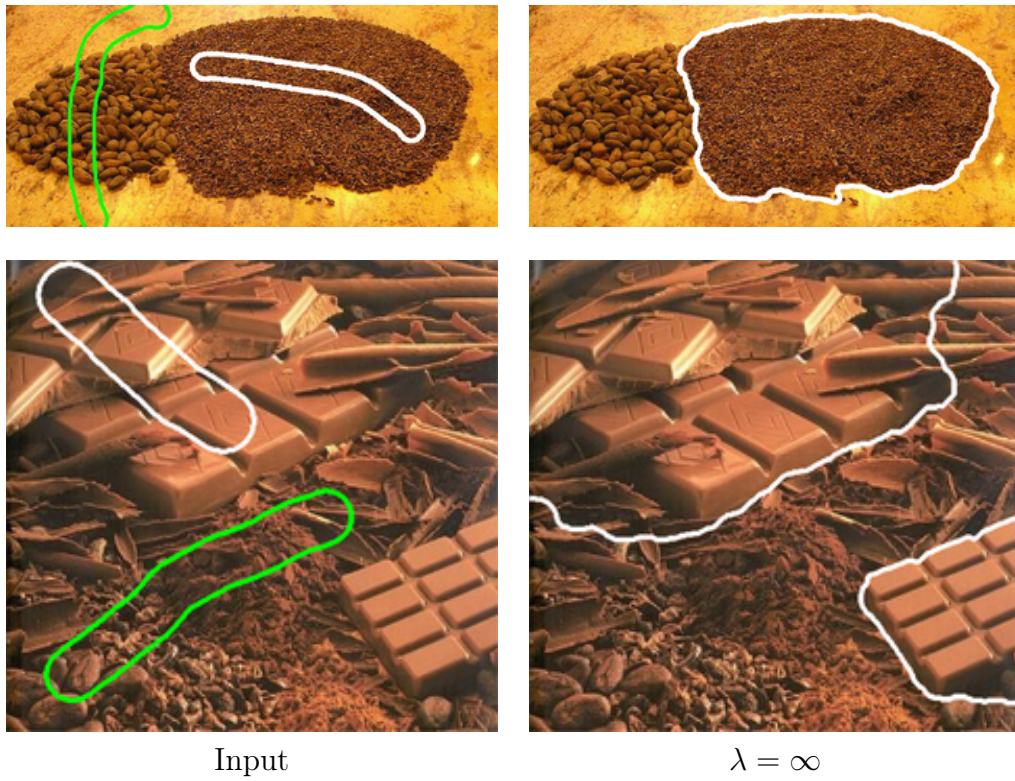 Input
λ = ∞